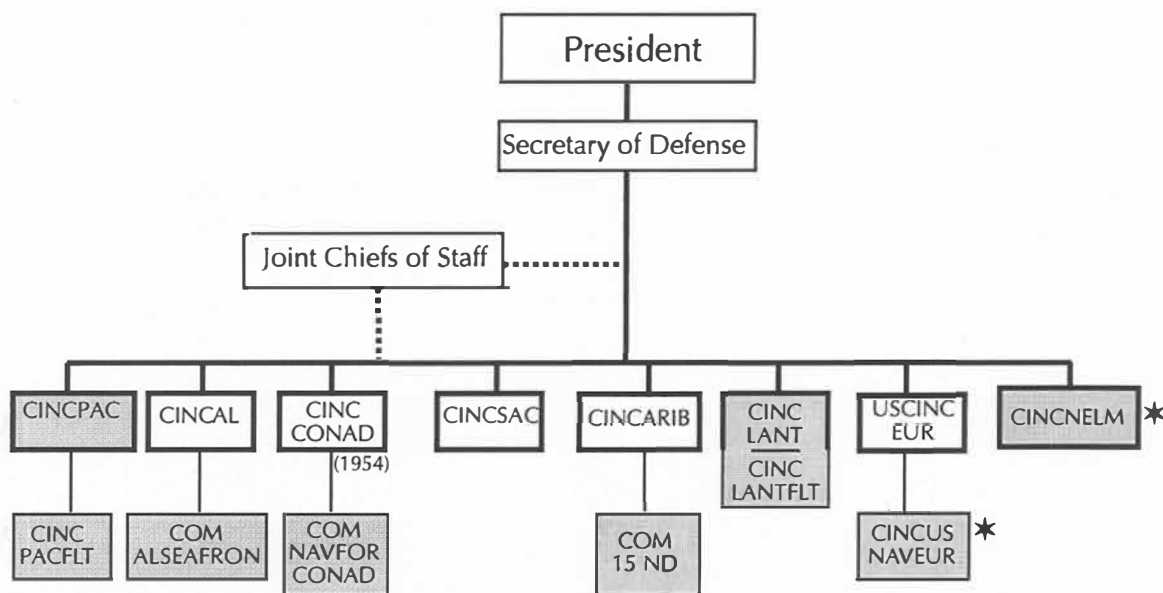 President
Secretary of Defense
Joint Chiefs of Staff
CINCPAC
CINCAL
CINC
CONAD
(1954)
CINCSAC
CINCARIB
CINC
LANT
CINC
LANTFLT
USCINC
EUR
CINCNELM
CINC
PACFLT
COM
ALSEAFRON
COM
NAVFOR
CONAD
COM
15 ND
CINCUS
NAVEUR